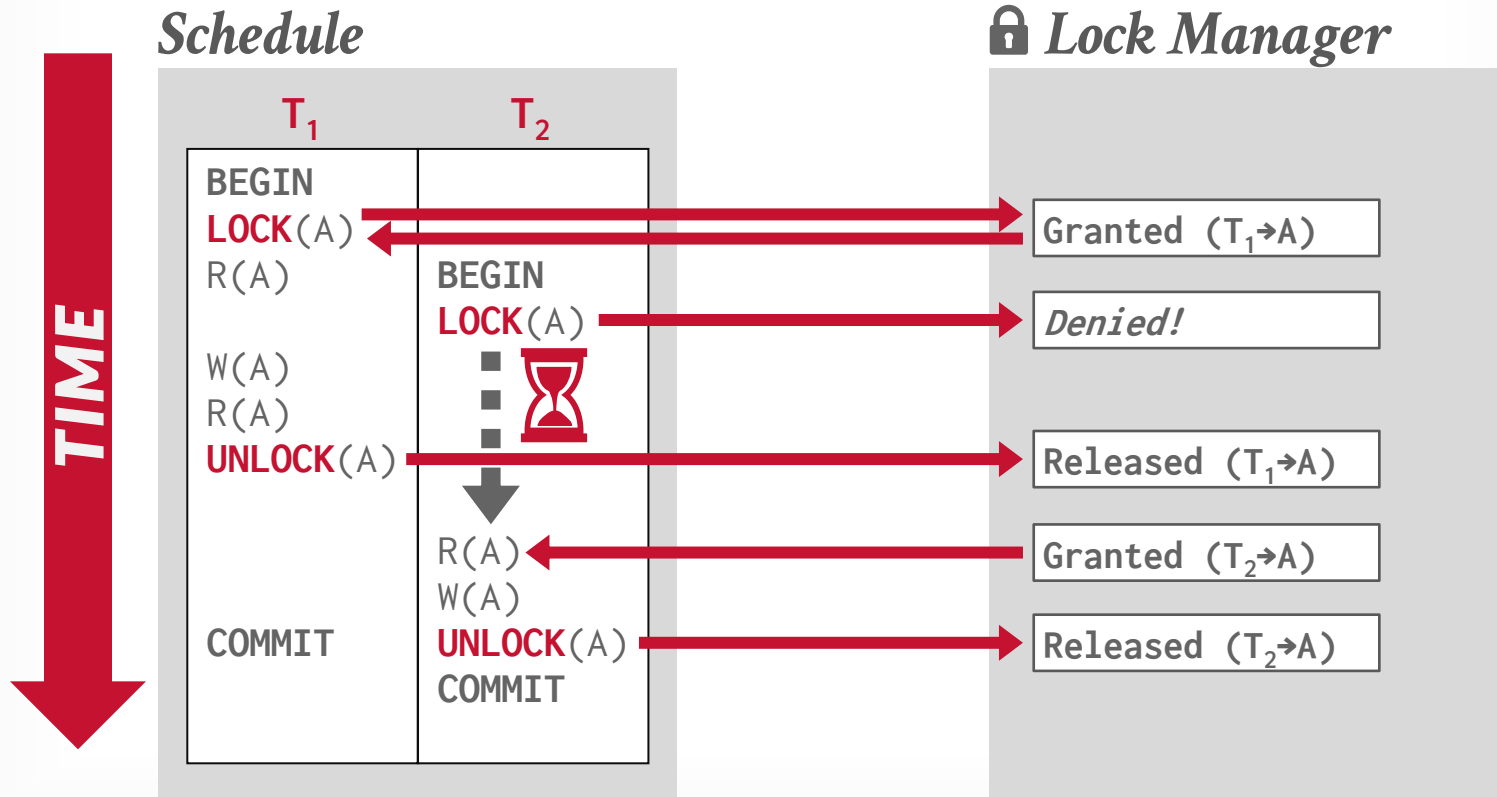 Schedule
Lock Manager
TIME
T₁ T₂
BEGIN
LOCK(A)
Granted (T₁→A)
R(A) BEGIN
LOCK(A)
Denied!
W(A)
R(A)
UNLOCK(A)
Released (T₁→A)
R(A)
Granted (T₂→A)
W(A)
COMMIT UNLOCK(A)
Released (T₂→A)
COMMIT